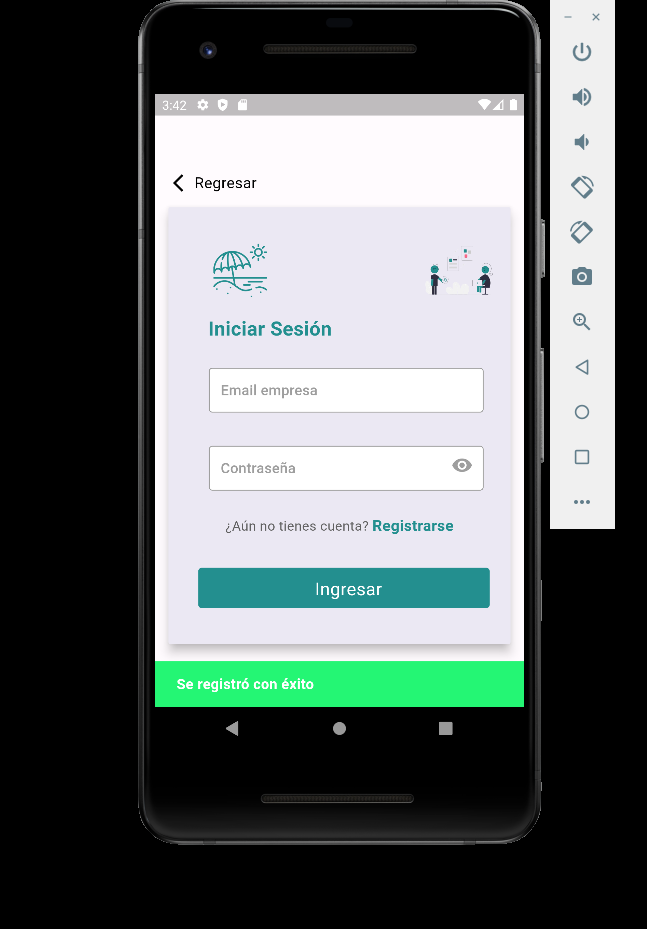 3:42
Regresar
Iniciar Sesión
Email empresa
Contraseña
¿Aún no tienes cuenta? Registrarse
Ingresar
Se registró con éxito